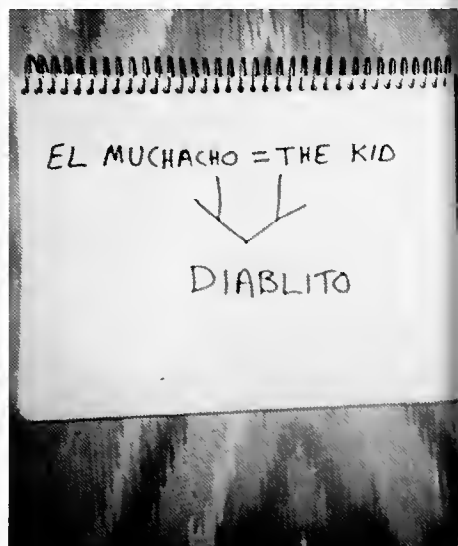 EL MUCHACHO = THE KID
DIABLITO